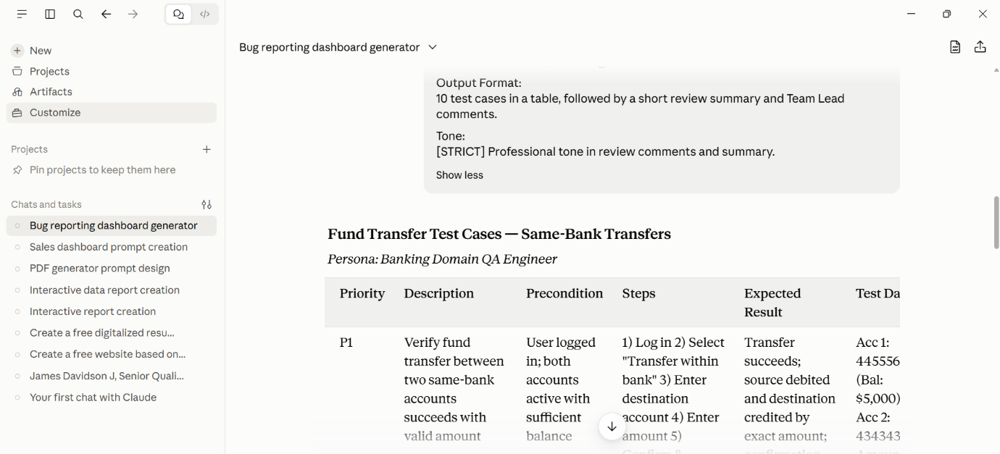 New
Projects
Artifacts
Customize
Projects
Pin projects to keep them here
Chats and tasks
Bug reporting dashboard generator
Sales dashboard prompt creation
PDF generator prompt design
Interactive data report creation
Interactive report creation
Create a free digitalized resu...
Create a free website based on...
James Davidson J, Senior Quali...
Your first chat with Claude
Bug reporting dashboard generator
Output Format:
10 test cases in a table, followed by a short review summary and Team Lead
comments.
Tone:
[STRICT] Professional tone in review comments and summary.
Show less
Fund Transfer Test Cases — Same-Bank Transfers
Persona: Banking Domain QA Engineer
Priority
Description
Precondition
Steps
Expected
Result
Test Da
P1
Verify fund
transfer between
two same-bank
accounts
succeeds with
valid amount
User logged
in; both
accounts
active with
sufficient
balance
1) Log in 2) Select
"Transfer within
bank" 3) Enter
destination
account 4) Enter
amount 5)
Transfer
succeeds;
source debited
and destination
credited by
exact amount;
Acc 1:
445556
(Bal:
$5,000)
Acc 2:
434343